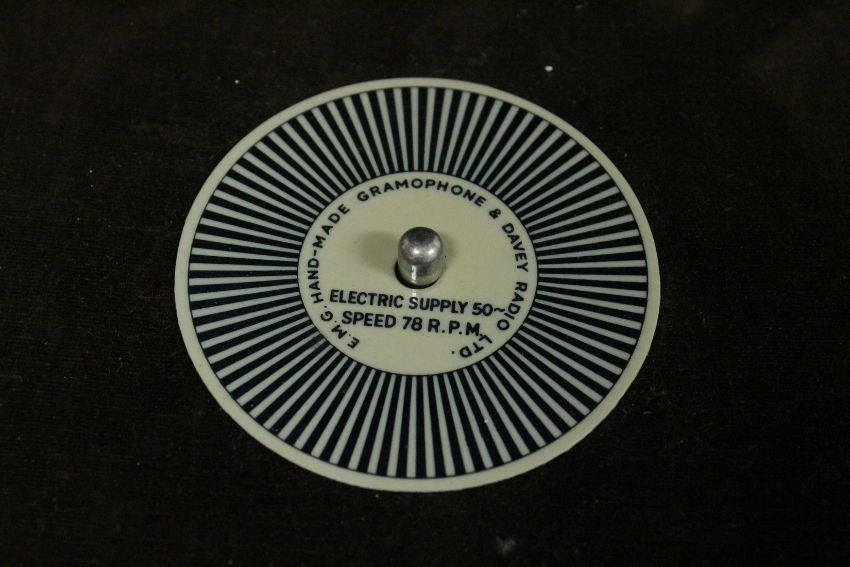 E.M.G. HAND-MADE GRAMOPHONE & DAVEY RADIO LTD.
ELECTRIC SUPPLY 50~
SPEED 78 R.P.M.